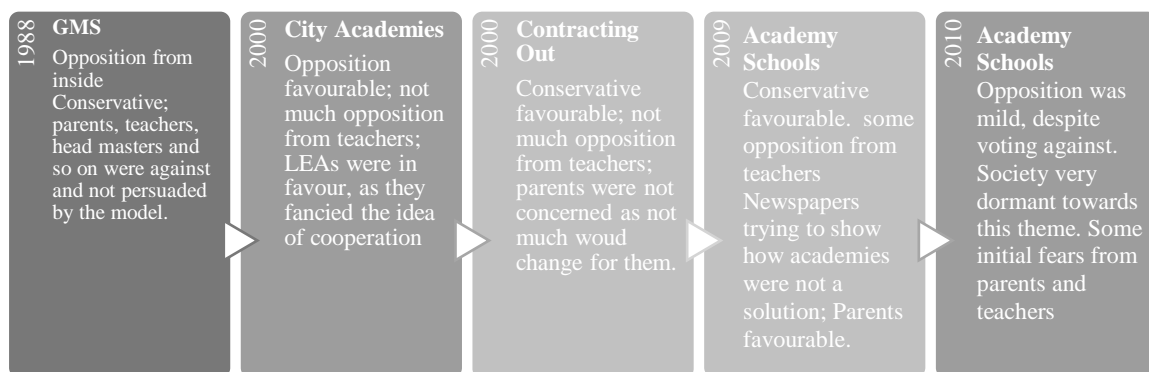 1988
GMS
Opposition from
inside
Conservative;
parents, teachers,
head masters and
so on were against
and not persuaded
by the model.
2000
City Academies
Opposition
favourable; not
much opposition
from teachers;
LEAs were in
favour, as they
fancied the idea
of cooperation
2000
Contracting
Out
Conservative
favourable; not
much opposition
from teachers;
parents were not
concerned as not
much woud
change for them.
2009
Academy
Schools
Conservative
favourable.  some
opposition from
teachers
Newspapers
trying to show
how academies
were not a
solution; Parents
favourable.
2010
Academy
Schools
Opposition was
mild, despite
voting against.
Society very
dormant towards
this theme. Some
initial fears from
parents and
teachers